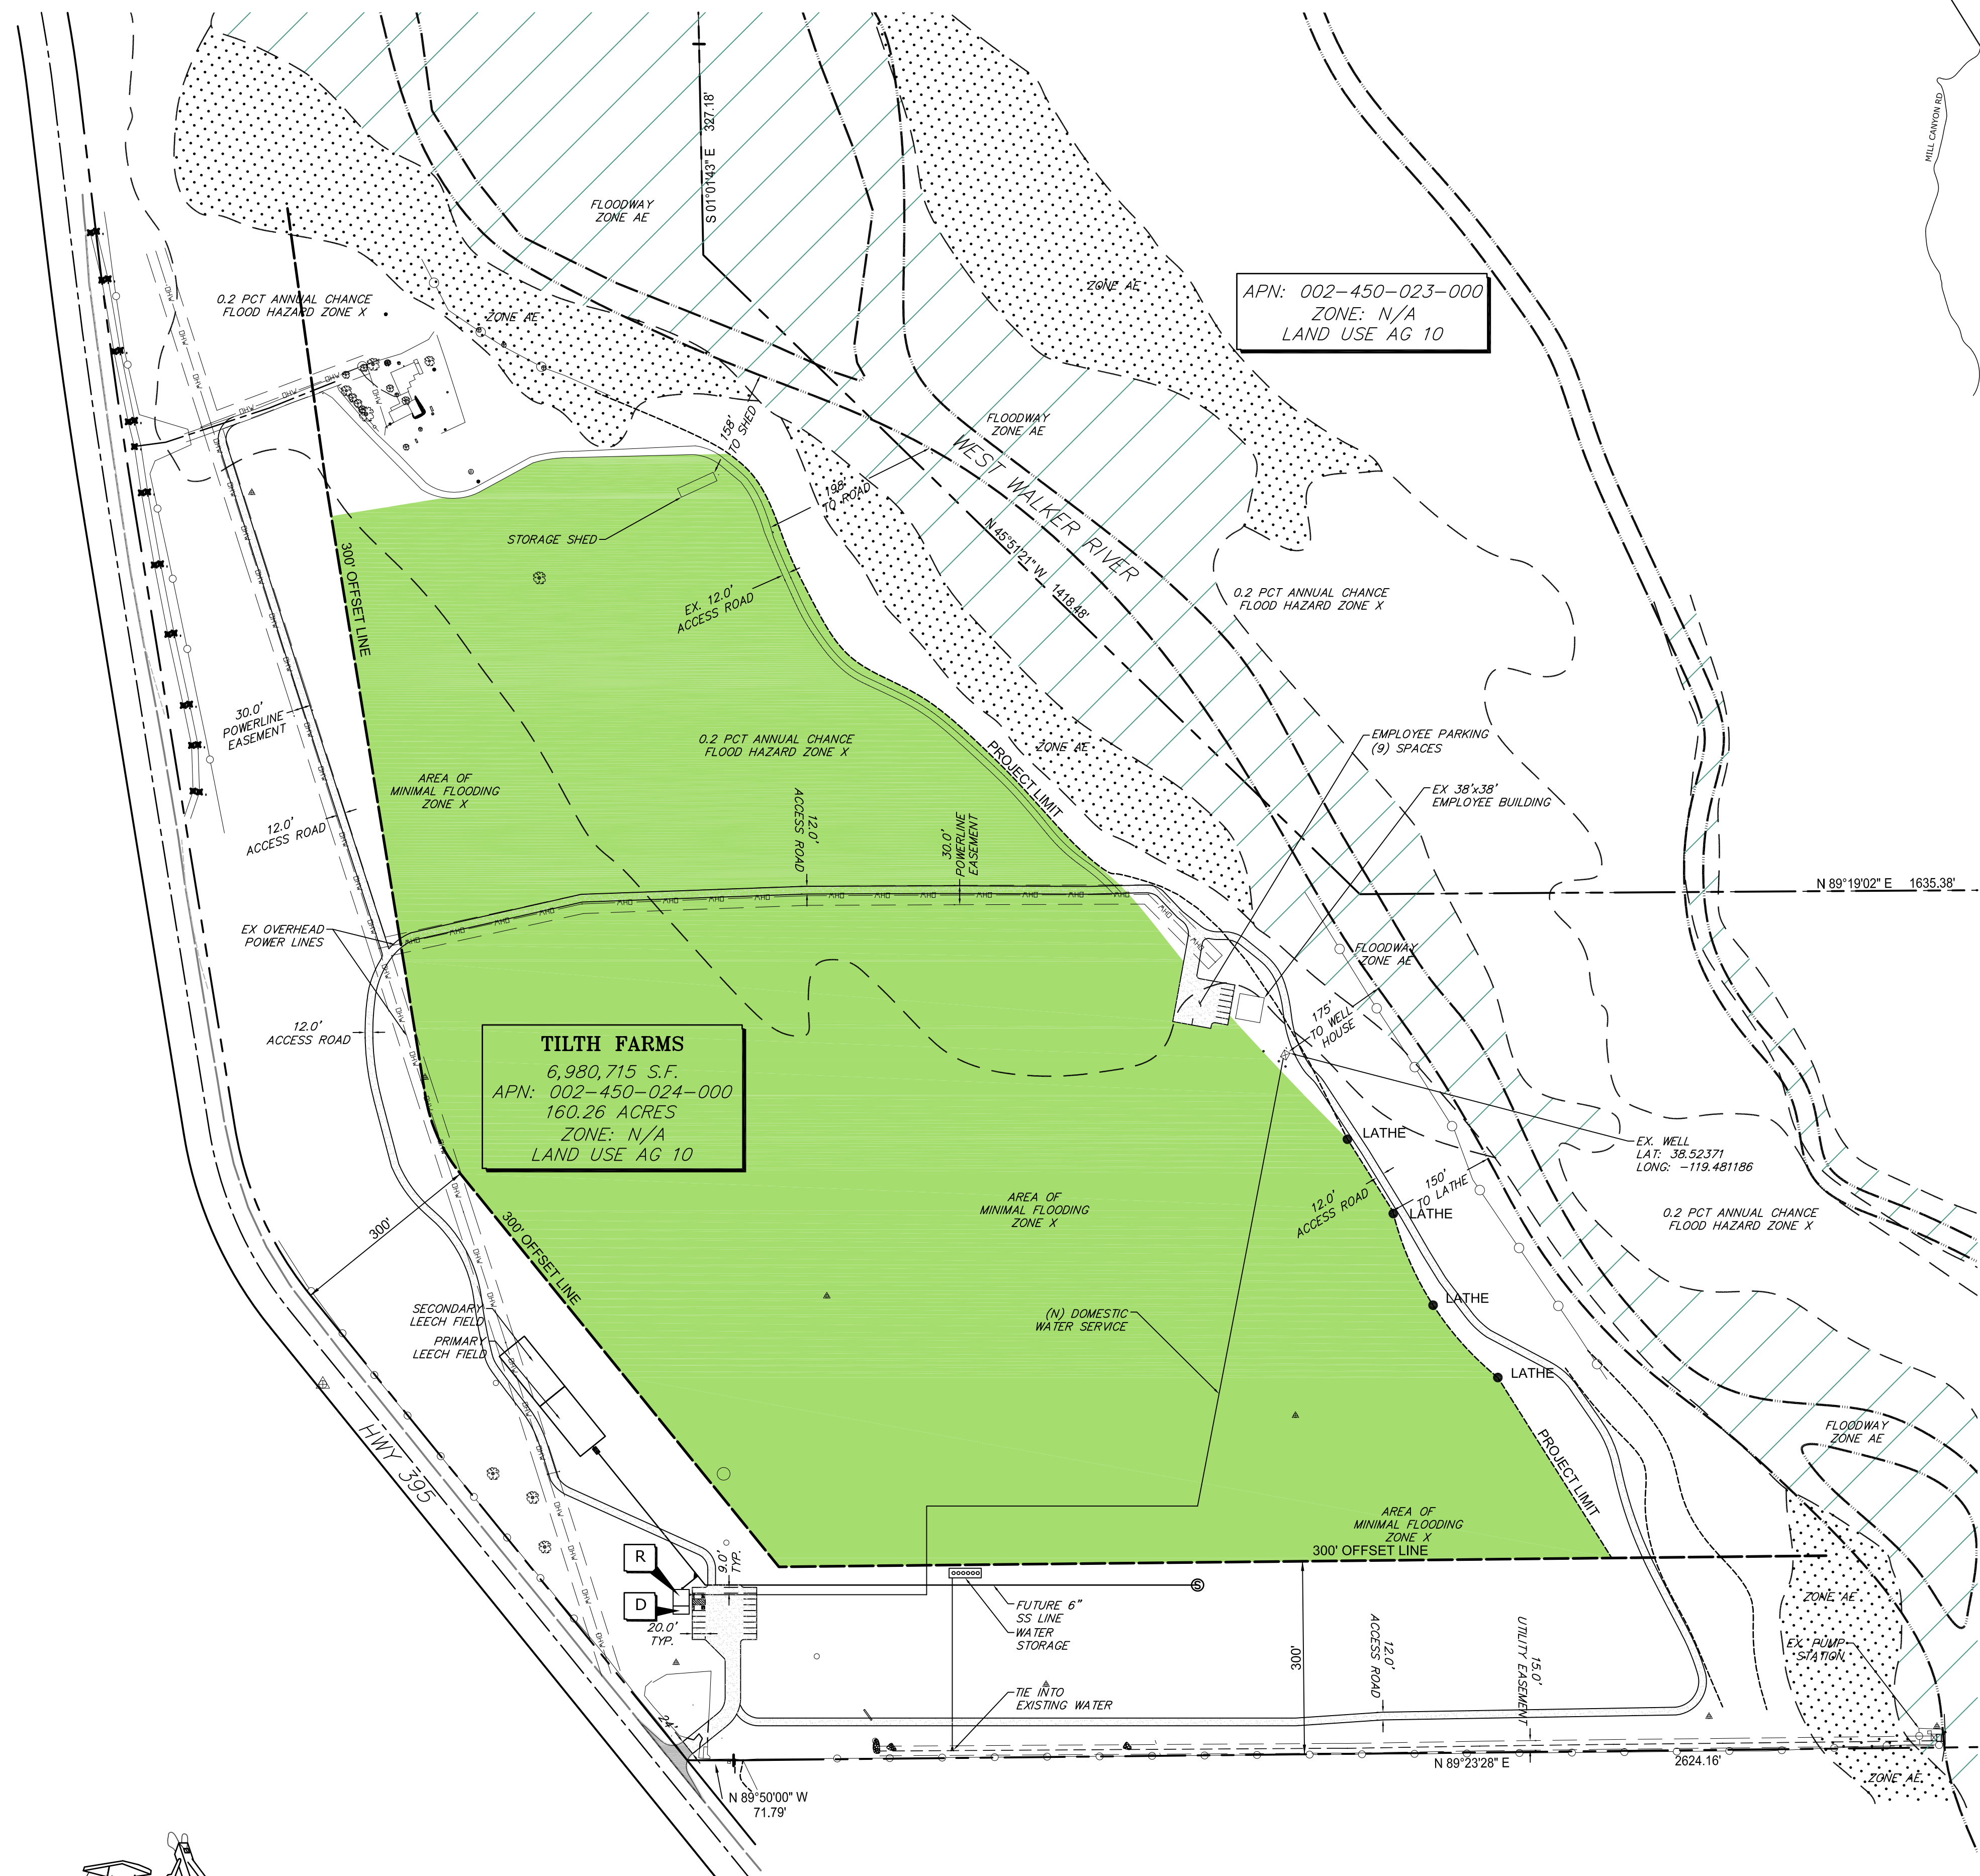 MILL CANYON RD
S 01°01'43" E 327.18'
FLOODWAY
ZONE AE
0.2 PCT ANNUAL CHANCE
FLOOD HAZARD ZONE X
ZONE AE
ZONE AE
APN: 002-450-023-000
ZONE: N/A
LAND USE AG 10
158'
TO SHED
FLOODWAY
ZONE AE
WEST WALKER RIVER
198'
TO ROAD
N 45°51'21" W 1418.48'
STORAGE SHED
300' OFFSET LINE
EX. 12.0'
ACCESS ROAD
0.2 PCT ANNUAL CHANCE
FLOOD HAZARD ZONE X
30.0'
POWERLINE
EASEMENT
0.2 PCT ANNUAL CHANCE
FLOOD HAZARD ZONE X
PROJECT LIMIT
ZONE AE
EMPLOYEE PARKING
(9) SPACES
EX 38'x38'
EMPLOYEE BUILDING
AREA OF
MINIMAL FLOODING
ZONE X
12.0'
ACCESS ROAD
12.0'
ACCESS ROAD
30.0'
POWERLINE
EASEMENT
N 89°19'02" E 1635.38'
EX OVERHEAD
POWER LINES
OHV
FLOODWAY
ZONE AE
12.0'
ACCESS ROAD
175'
TO WELL
HOUSE
TILTH FARMS
6,980,715 S.F.
APN: 002-450-024-000
160.26 ACRES
ZONE: N/A
LAND USE AG 10
LATHE
EX. WELL
LAT: 38.52371
LONG: -119.481186
150'
TO LATHE
12.0'
ACCESS ROAD
LATHE
AREA OF
MINIMAL FLOODING
ZONE X
0.2 PCT ANNUAL CHANCE
FLOOD HAZARD ZONE X
300'
300' OFFSET LINE
LATHE
SECONDARY
LEECH FIELD
PRIMARY
LEECH FIELD
(N) DOMESTIC
WATER SERVICE
LATHE
HWY 395
FLOODWAY
ZONE AE
PROJECT LIMIT
AREA OF
MINIMAL FLOODING
ZONE X
300' OFFSET LINE
R
D
9.0'
TYP.
20.0'
TYP.
S
FUTURE 6"
SS LINE
WATER
STORAGE
TIE INTO
EXISTING WATER
300'
12.0'
ACCESS ROAD
15.0'
UTILITY EASEMENT
ZONE AE
EX. PUMP
STATION
24'
N 89°23'28" E 2624.16'
ZONE AE
N 89°50'00" W
71.79'